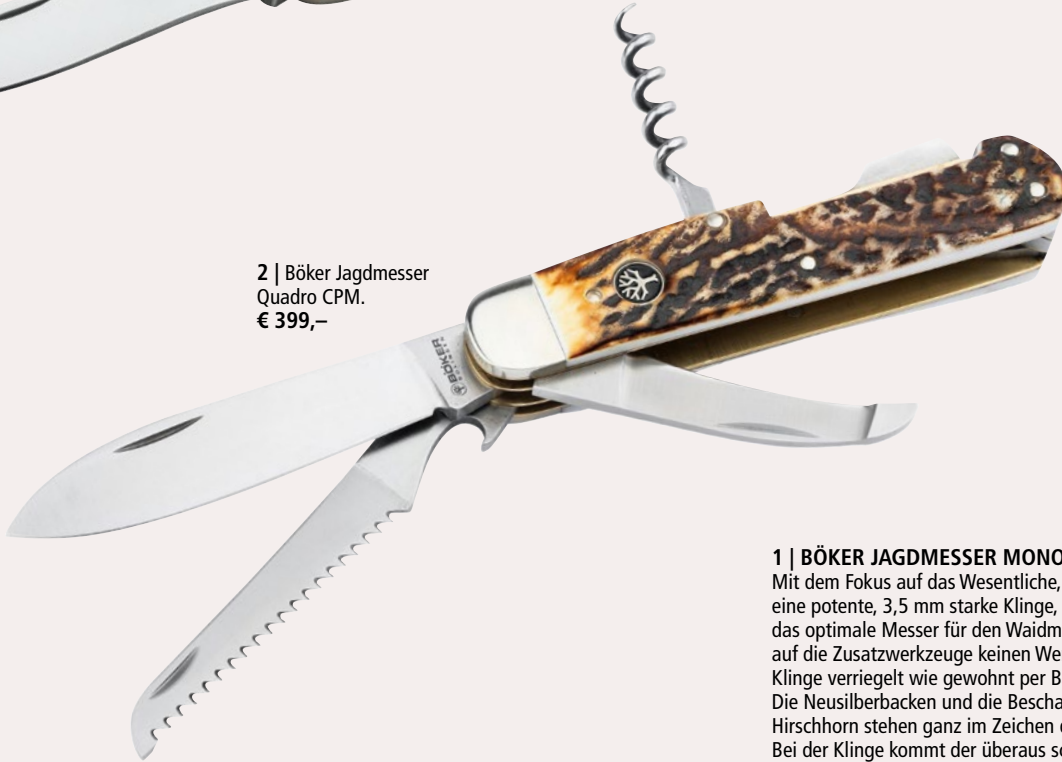 2 | Böker Jagdmesser
Quadro CPM.
€ 399,–
BÖKER
1 | BÖKER JAGDMESSER MONO
Mit dem Fokus auf das Wesentliche,
eine potente, 3,5 mm starke Klinge,
das optimale Messer für den Waidm
auf die Zusatzwerkzeuge keinen We
Klinge verriegelt wie gewohnt per B
Die Neusilberbacken und die Bescha
Hirschhorn stehen ganz im Zeichen
Bei der Klinge kommt der überaus